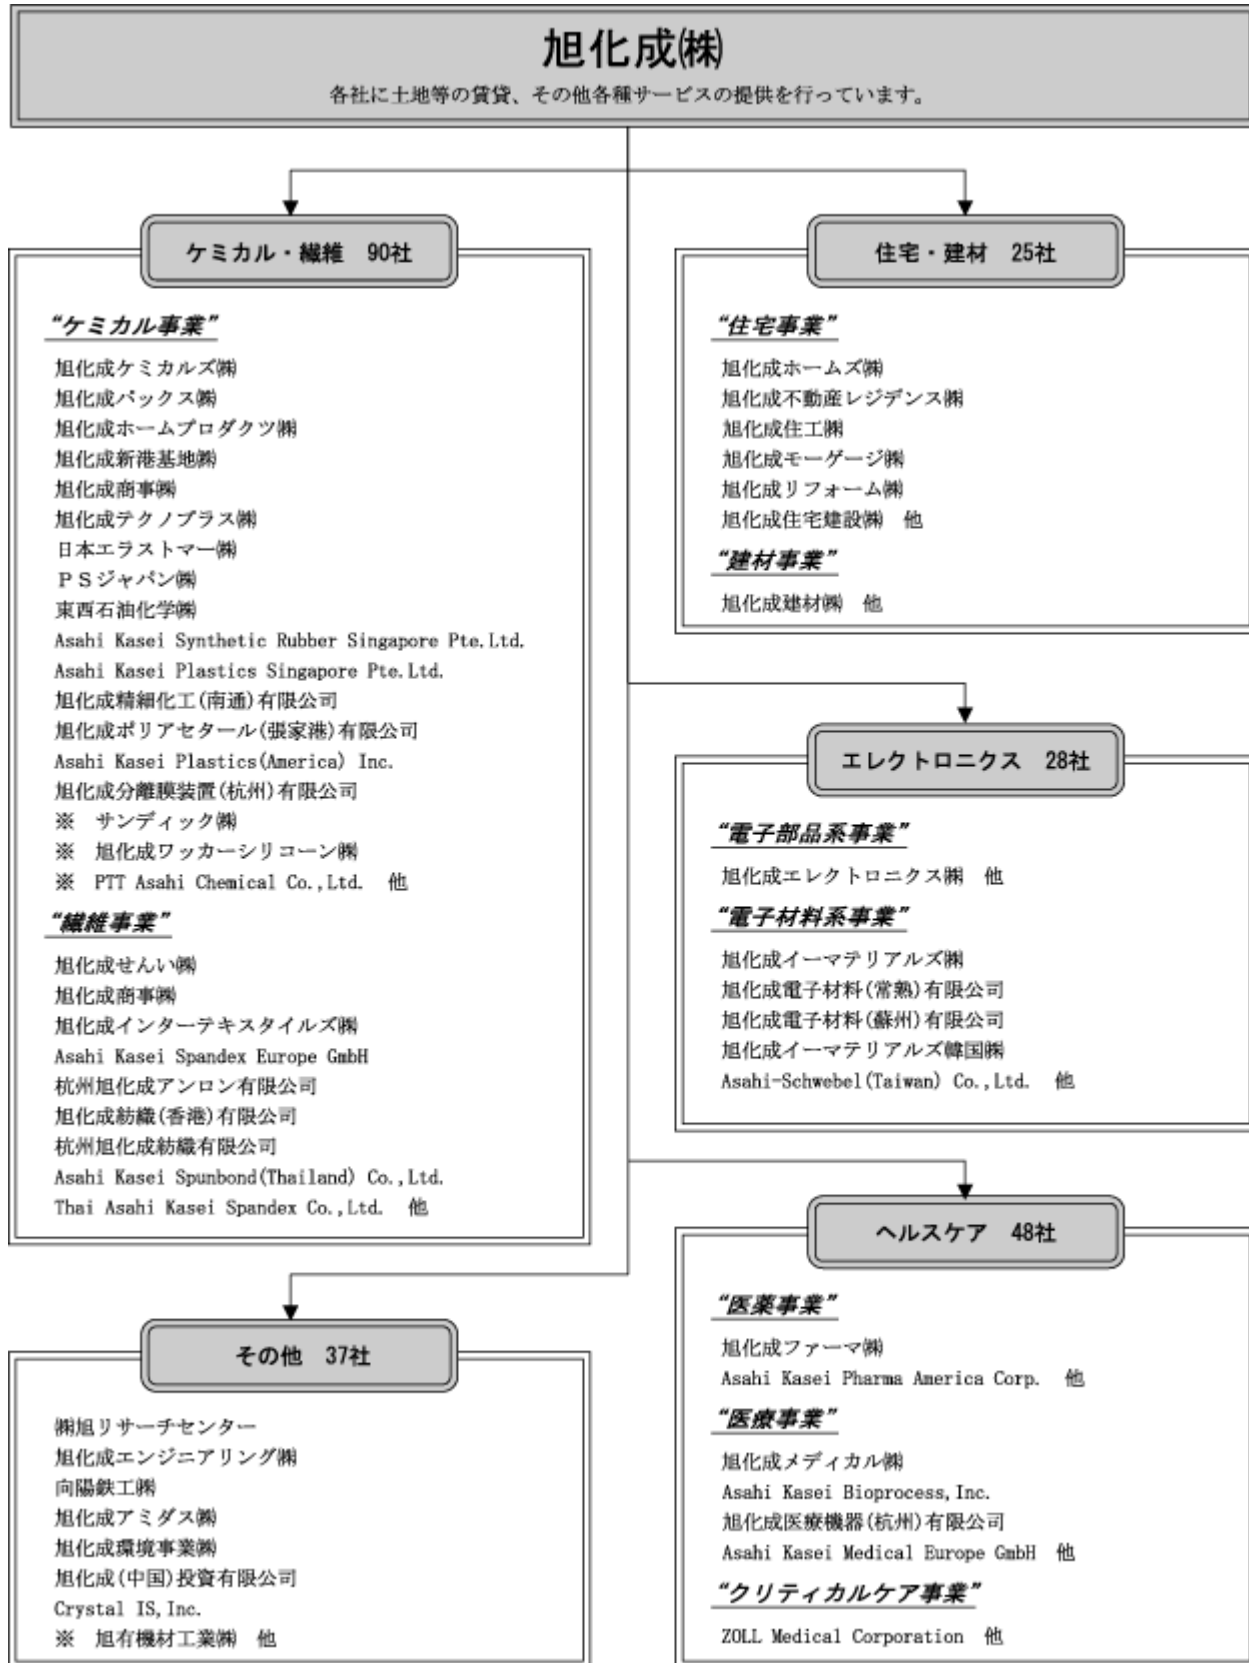 旭化成㈱
各社に土地等の賃貸、その他各種サービスの提供を行っています。
ケミカル・繊維　90社
“ケミカル事業”
旭化成ケミカルズ㈱
旭化成パックス㈱
旭化成ホームプロダクツ㈱
旭化成新港基地㈱
旭化成商事㈱
旭化成テクノプラス㈱
日本エラストマー㈱
ＰＳジャパン㈱
東西石油化学㈱
Asahi Kasei Synthetic Rubber Singapore Pte.Ltd.
Asahi Kasei Plastics Singapore Pte.Ltd.
旭化成精細化工(南通)有限公司
旭化成ポリアセタール(張家港)有限公司
Asahi Kasei Plastics(America) Inc.
旭化成分離膜装置(杭州)有限公司
※　サンディック㈱
※　旭化成ワッカーシリコーン㈱
※　PTT Asahi Chemical Co.,Ltd.　他
“繊維事業”
旭化成せんい㈱
旭化成商事㈱
旭化成インターテキスタイルズ㈱
Asahi Kasei Spandex Europe GmbH
杭州旭化成アンロン有限公司
旭化成紡織(香港)有限公司
杭州旭化成紡織有限公司
Asahi Kasei Spunbond(Thailand) Co.,Ltd.
Thai Asahi Kasei Spandex Co.,Ltd.　他
住宅・建材　25社
“住宅事業”
旭化成ホームズ㈱
旭化成不動産レジデンス㈱
旭化成住工㈱
旭化成モーゲージ㈱
旭化成リフォーム㈱
旭化成住宅建設㈱　他
“建材事業”
旭化成建材㈱　他
エレクトロニクス　28社
“電子部品系事業”
旭化成エレクトロニクス㈱　他
“電子材料系事業”
旭化成イーマテリアルズ㈱
旭化成電子材料(常熟)有限公司
旭化成電子材料(蘇州)有限公司
旭化成イーマテリアルズ韓国㈱
Asahi-Schwebel(Taiwan) Co.,Ltd.　他
ヘルスケア　48社
“医薬事業”
旭化成ファーマ㈱
Asahi Kasei Pharma America Corp.　他
“医療事業”
旭化成メディカル㈱
Asahi Kasei Bioprocess,Inc.
旭化成医療機器(杭州)有限公司
Asahi Kasei Medical Europe GmbH　他
“クリティカルケア事業”
ZOLL Medical Corporation　他
その他　37社
㈱旭リサーチセンター
旭化成エンジニアリング㈱
向陽鉄工㈱
旭化成アミダス㈱
旭化成環境事業㈱
旭化成(中国)投資有限公司
Crystal IS,Inc.
※　旭有機材工業㈱　他